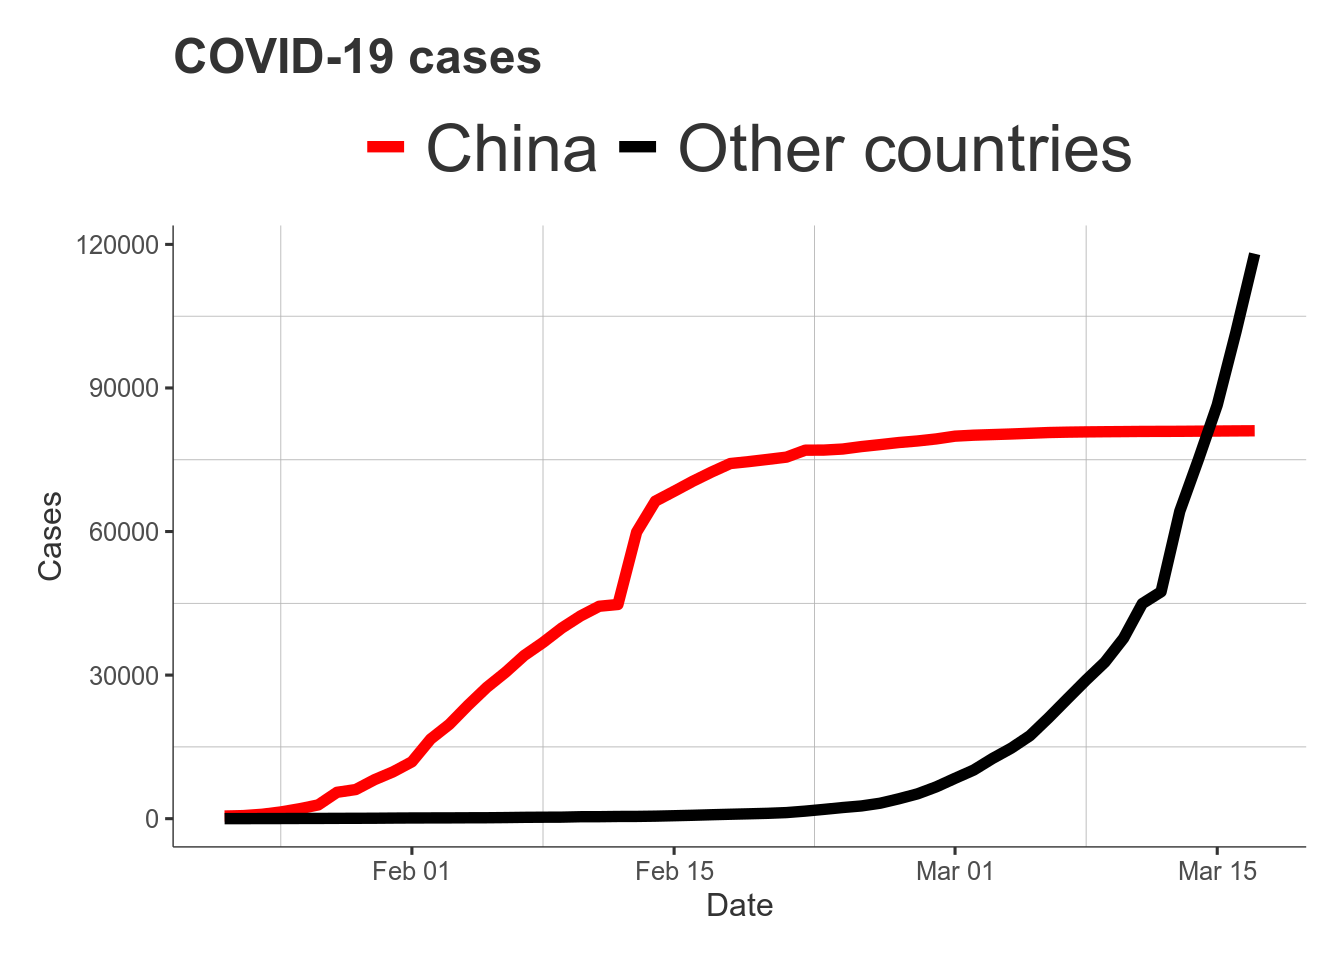 COVID-19 cases
China Other countries
120000
90000
60000
30000
0
Cases
Feb 01 Feb 15 Mar 01 Mar 15
Date